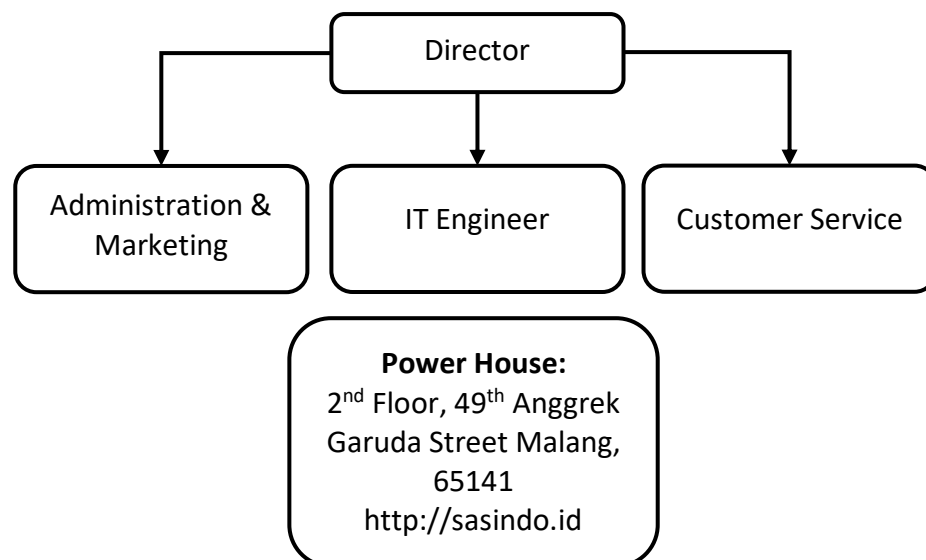 Director
Administration &
Marketing
IT Engineer
Customer Service
Power House:
2nd Floor, 49th Anggrek
Garuda Street Malang,
65141
http://sasindo.id